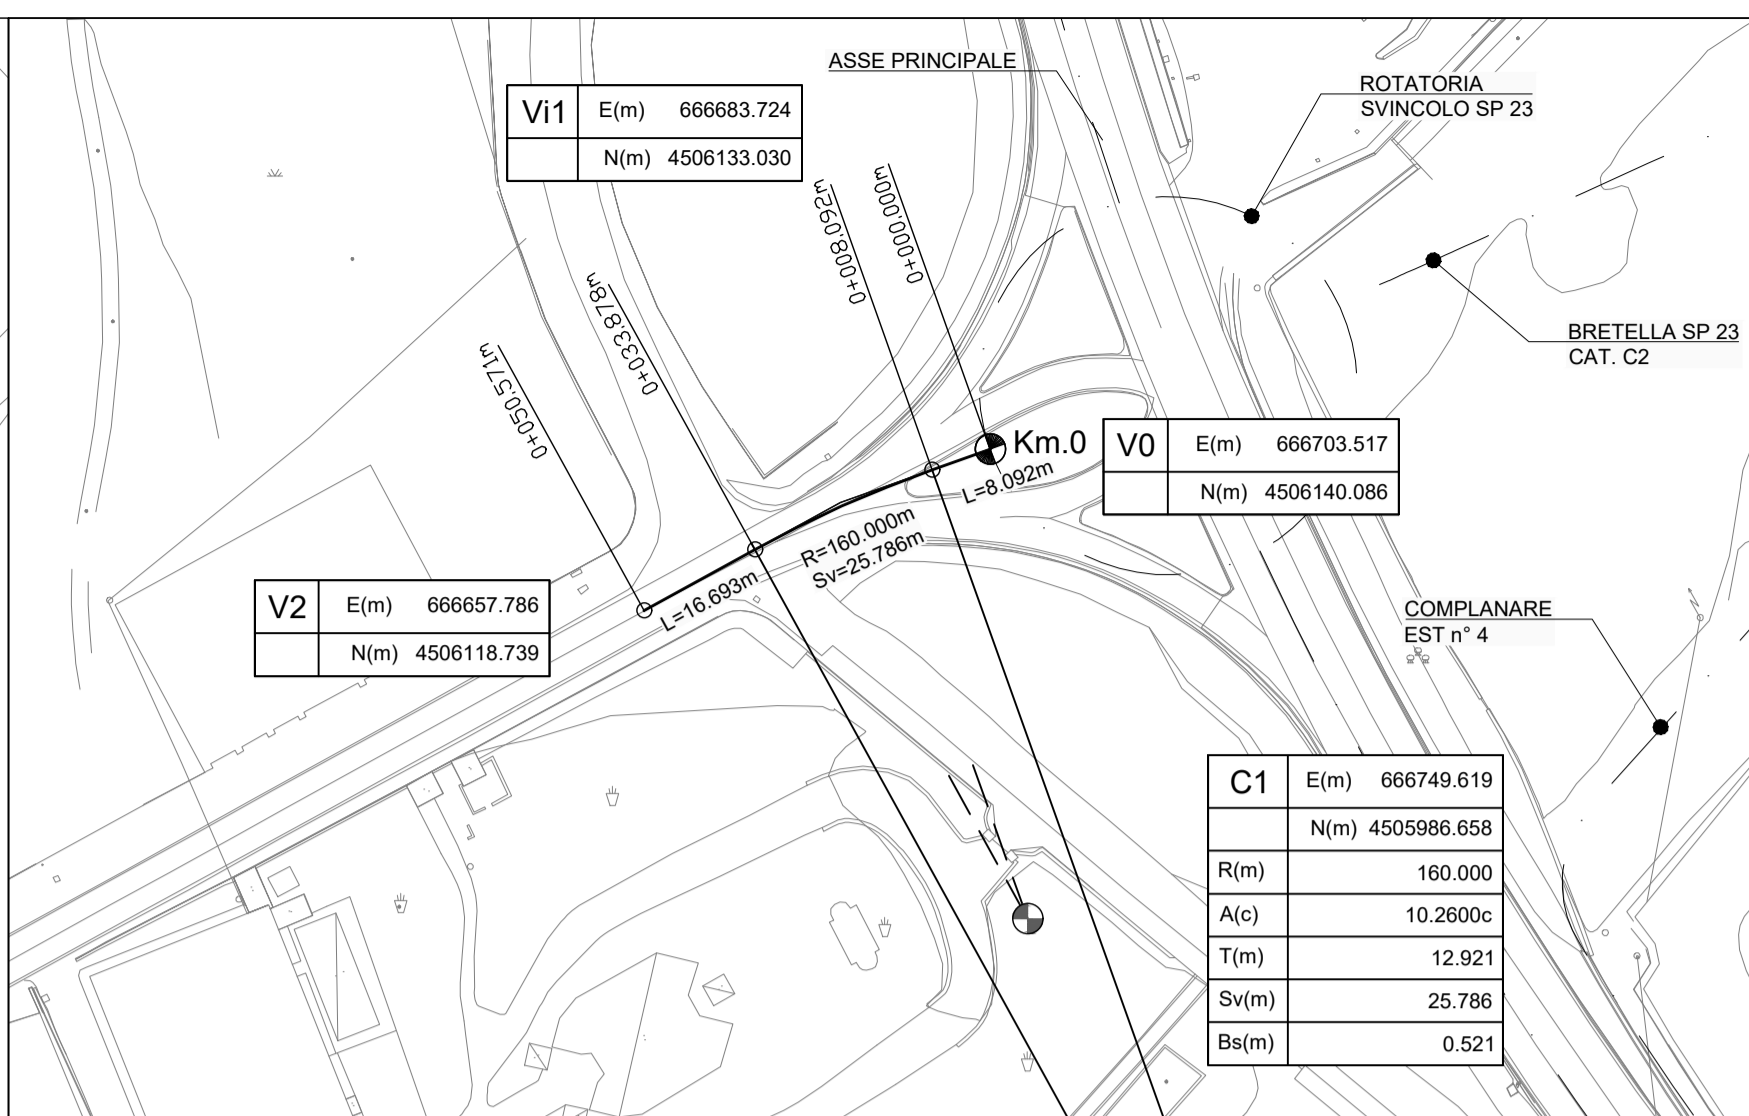 ASSE PRINCIPALE
ROTATORIA
SVINCOLO SP 23
Vi1 E(m) 666683.724
N(m) 4506133.030
0+000.000m
0+008.092m
0+033.878m
0+050.571m
BRETELLA SP 23
CAT. C2
Km.0
V0 E(m) 666703.517
N(m) 4506140.086
L=8.092m
R=160.000m
Sv=25.786m
L=16.693m
V2 E(m) 666657.786
N(m) 4506118.739
COMPLANARE
EST n° 4
C1 E(m) 666749.619
N(m) 4505986.658
R(m) 160.000
A(c) 10.2600c
T(m) 12.921
Sv(m) 25.786
Bs(m) 0.521